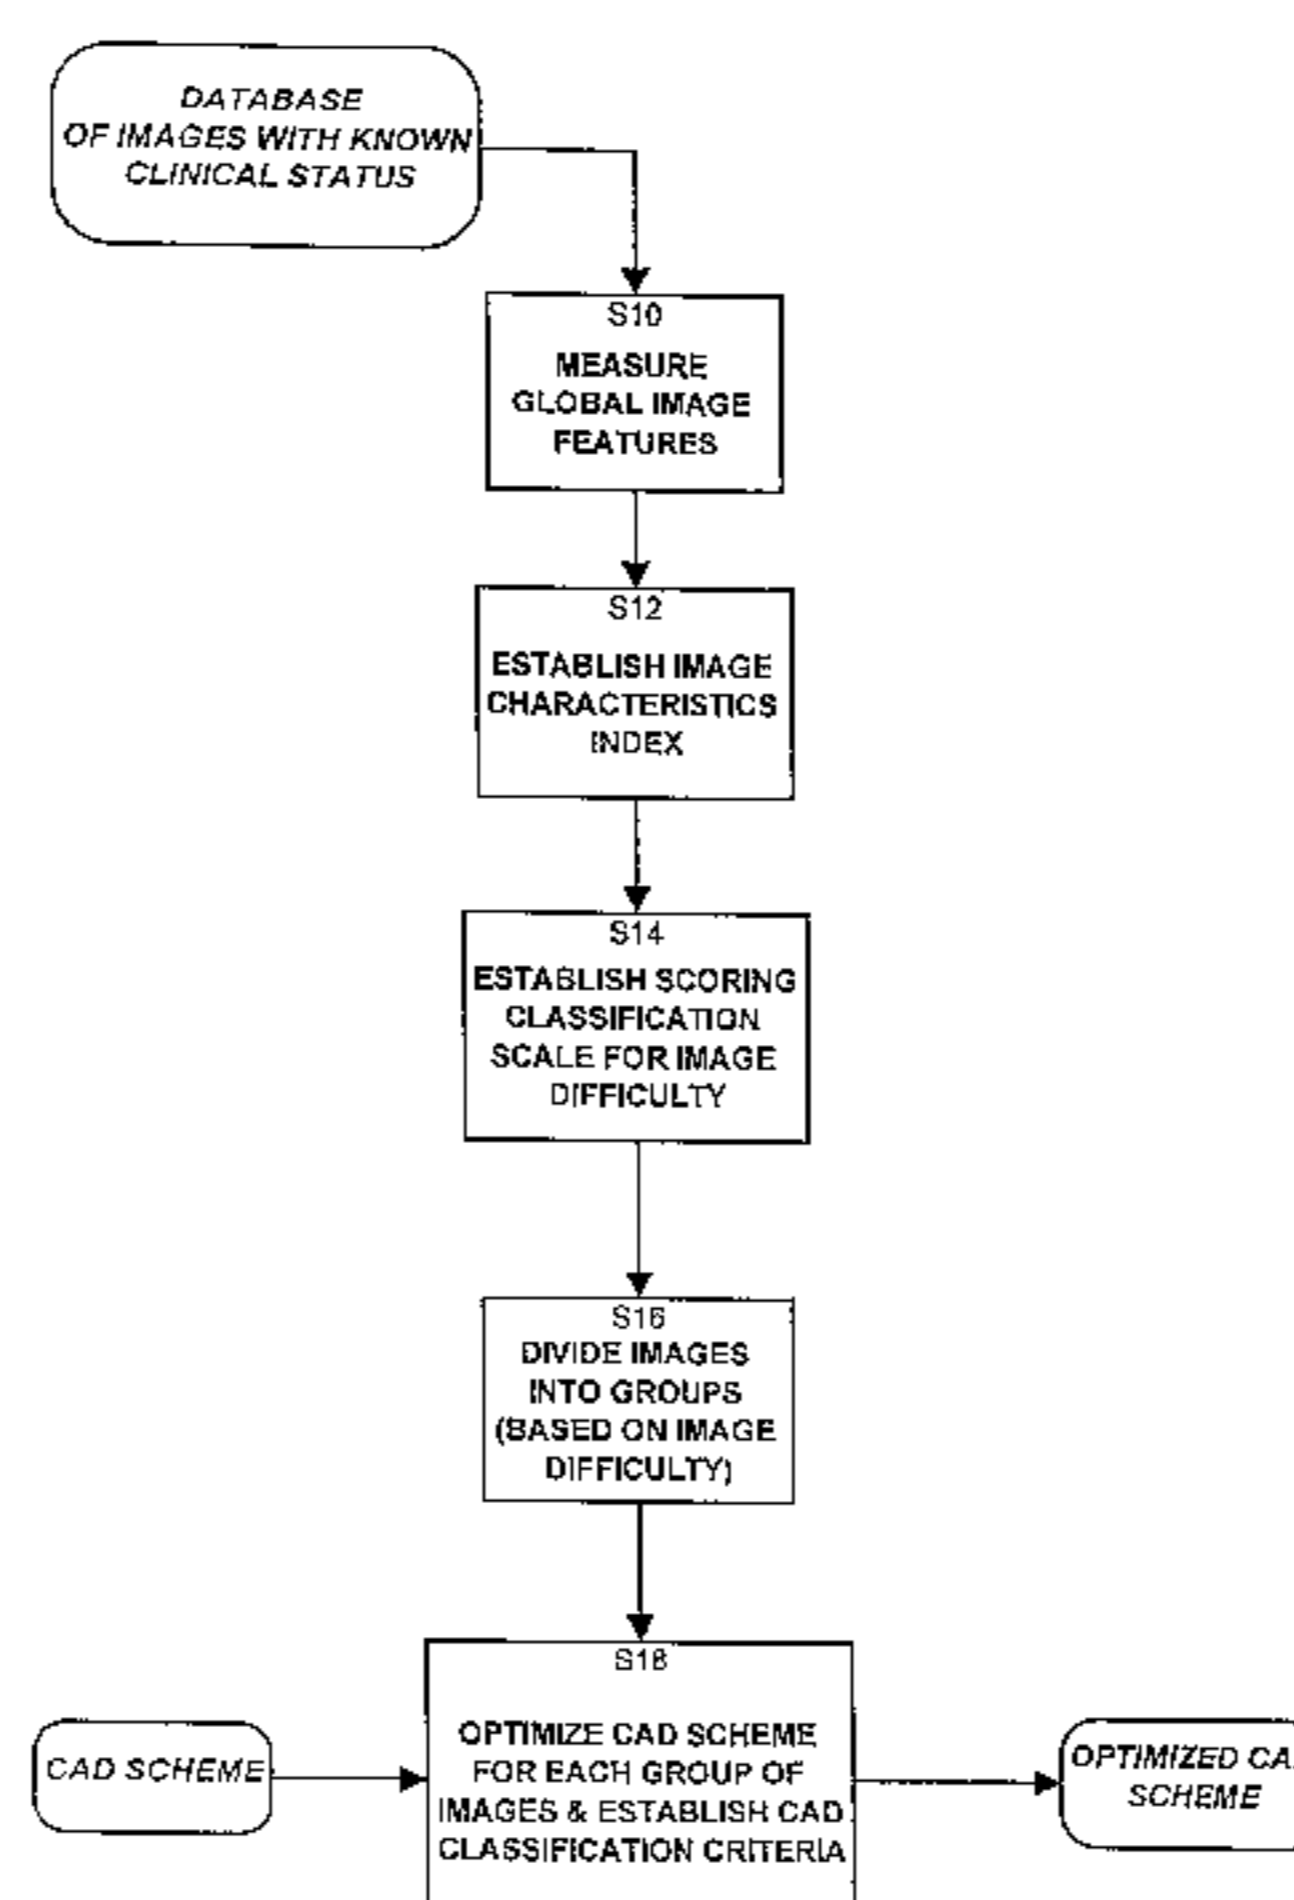 DATABASE
OF IMAGES WITH KNOWN
CLINICAL STATUS
S10
MEASURE
GLOBAL IMAGE
FEATURES
S12
ESTABLISH IMAGE
CHARACTERISTICS
INDEX
S14
ESTABLISH SCORING
CLASSIFICATION
SCALE FOR IMAGE
DIFFICULTY
S16
DIVIDE IMAGES
INTO GROUPS
(BASED ON IMAGE
DIFFICULTY)
S18
OPTIMIZE CAD SCHEME
FOR EACH GROUP OF
IMAGES & ESTABLISH CAD
CLASSIFICATION CRITERIA
CAD SCHEME
OPTIMIZED
SCHEME